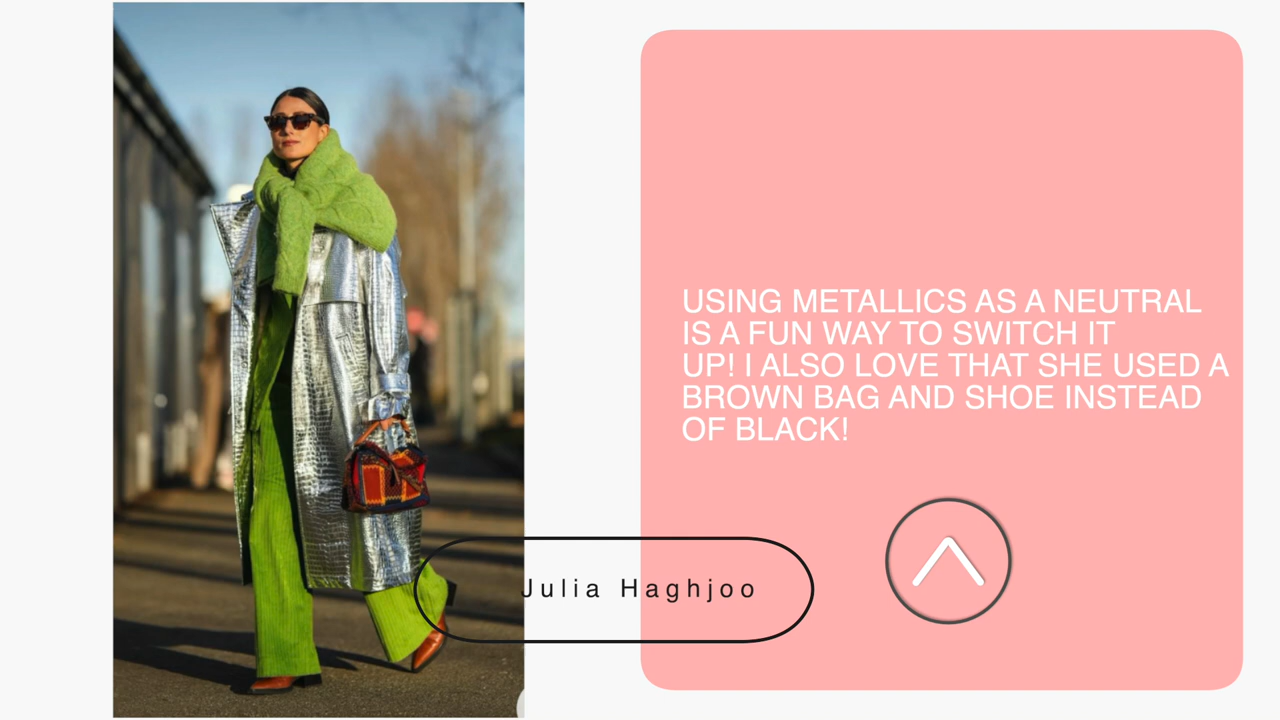 USING METALLICS AS A NEUTRAL
IS A FUN WAY TO SWITCH IT
UP! I ALSO LOVE THAT SHE USED A
BROWN BAG AND SHOE INSTEAD
OF BLACK!
Julia Haghjoo